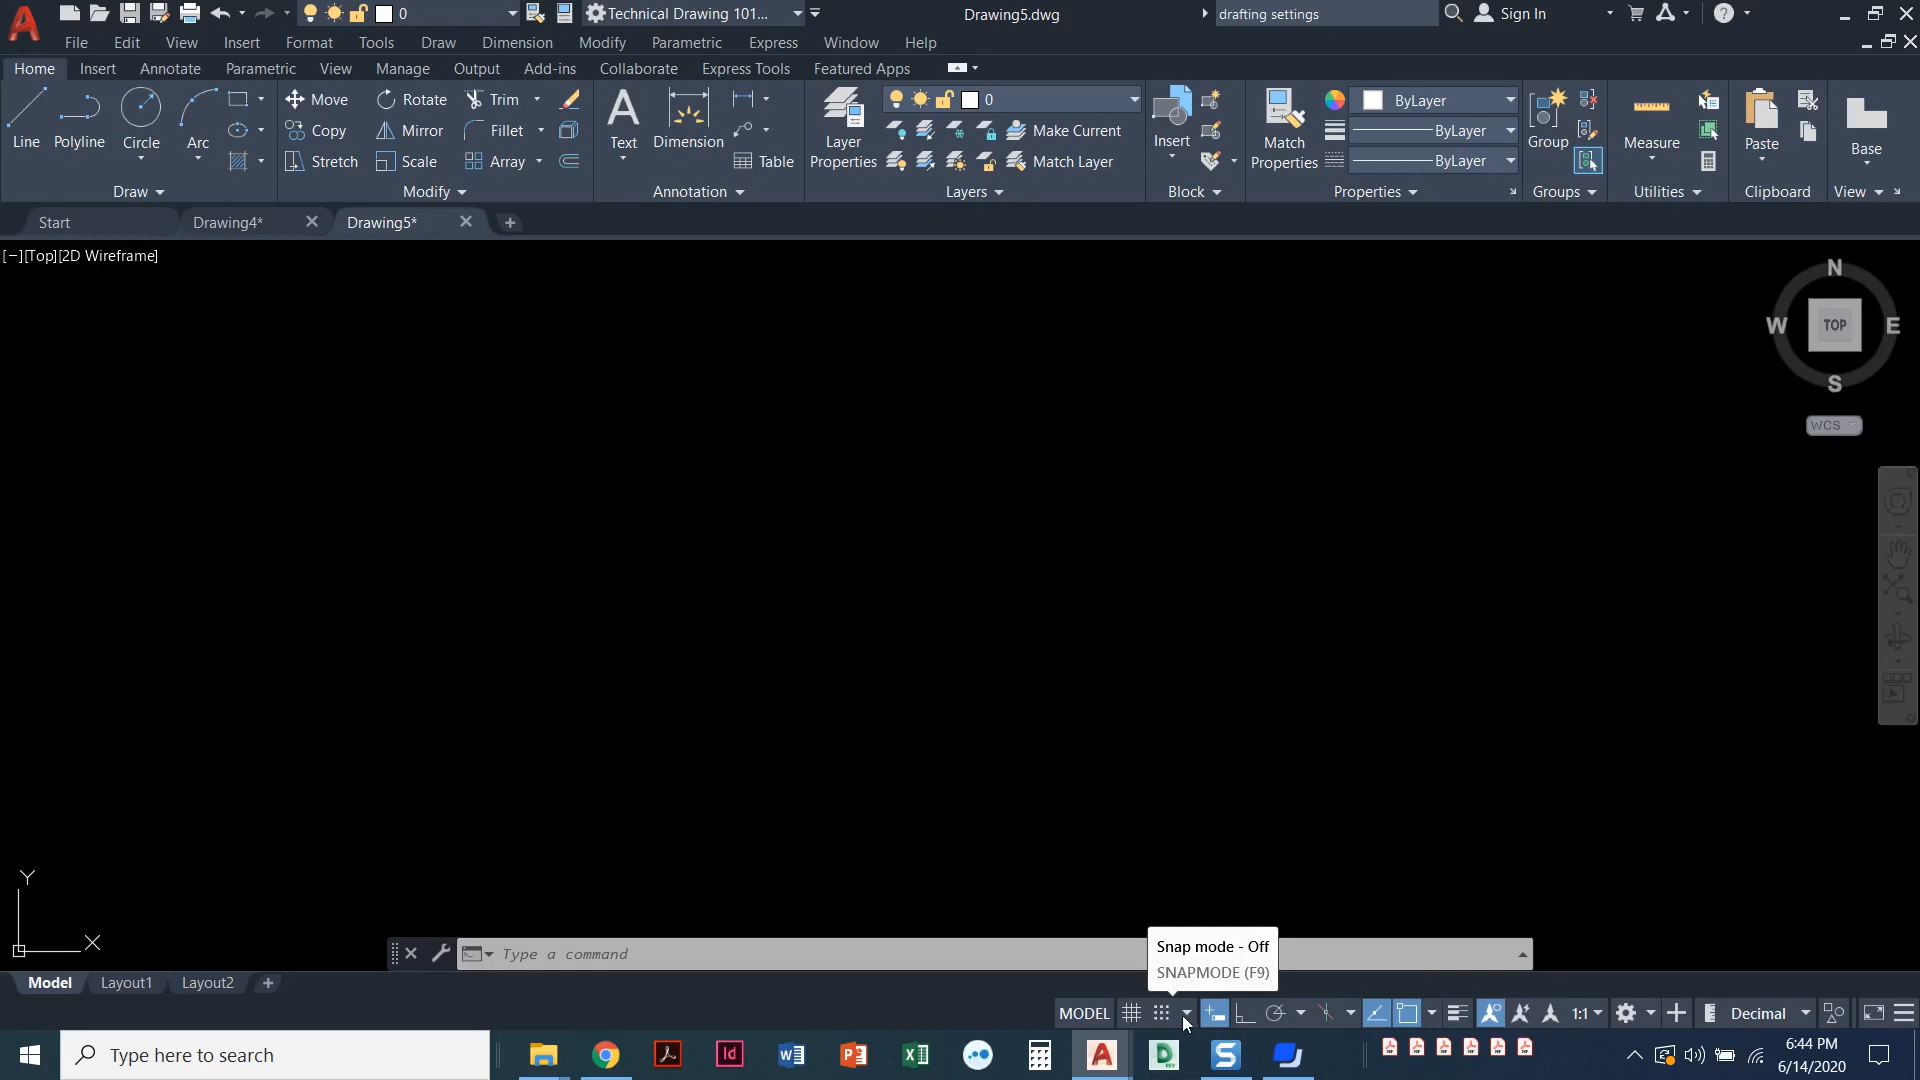 0
Technical Drawing 101...
Drawing5.dwg
drafting settings
Sign In
File Edit View Insert Format Tools Draw Dimension Modify Parametric Express Window Help
Home Insert Annotate Parametric View Manage Output Add-ins Collaborate Express Tools Featured Apps
Line Polyline Circle Arc
Draw
Move Rotate Trim
Copy Mirror Fillet
Stretch Scale Array
Modify
Text Dimension
Table
Annotation
Layer
Properties
0
Make Current
Match Layer
Layers
Insert
Block
Match
Properties
ByLayer
ByLayer
ByLayer
Properties
Group
Groups
Measure
Utilities
Paste
Clipboard
Base
View
Start Drawing4* Drawing5*
[−][Top][2D Wireframe]
N
W TOP E
S
WCS
Y
X
Type a command
Snap mode - Off
SNAPMODE (F9)
Model Layout1 Layout2
MODEL 1:1 Decimal
Type here to search
6:44 PM
6/14/2020